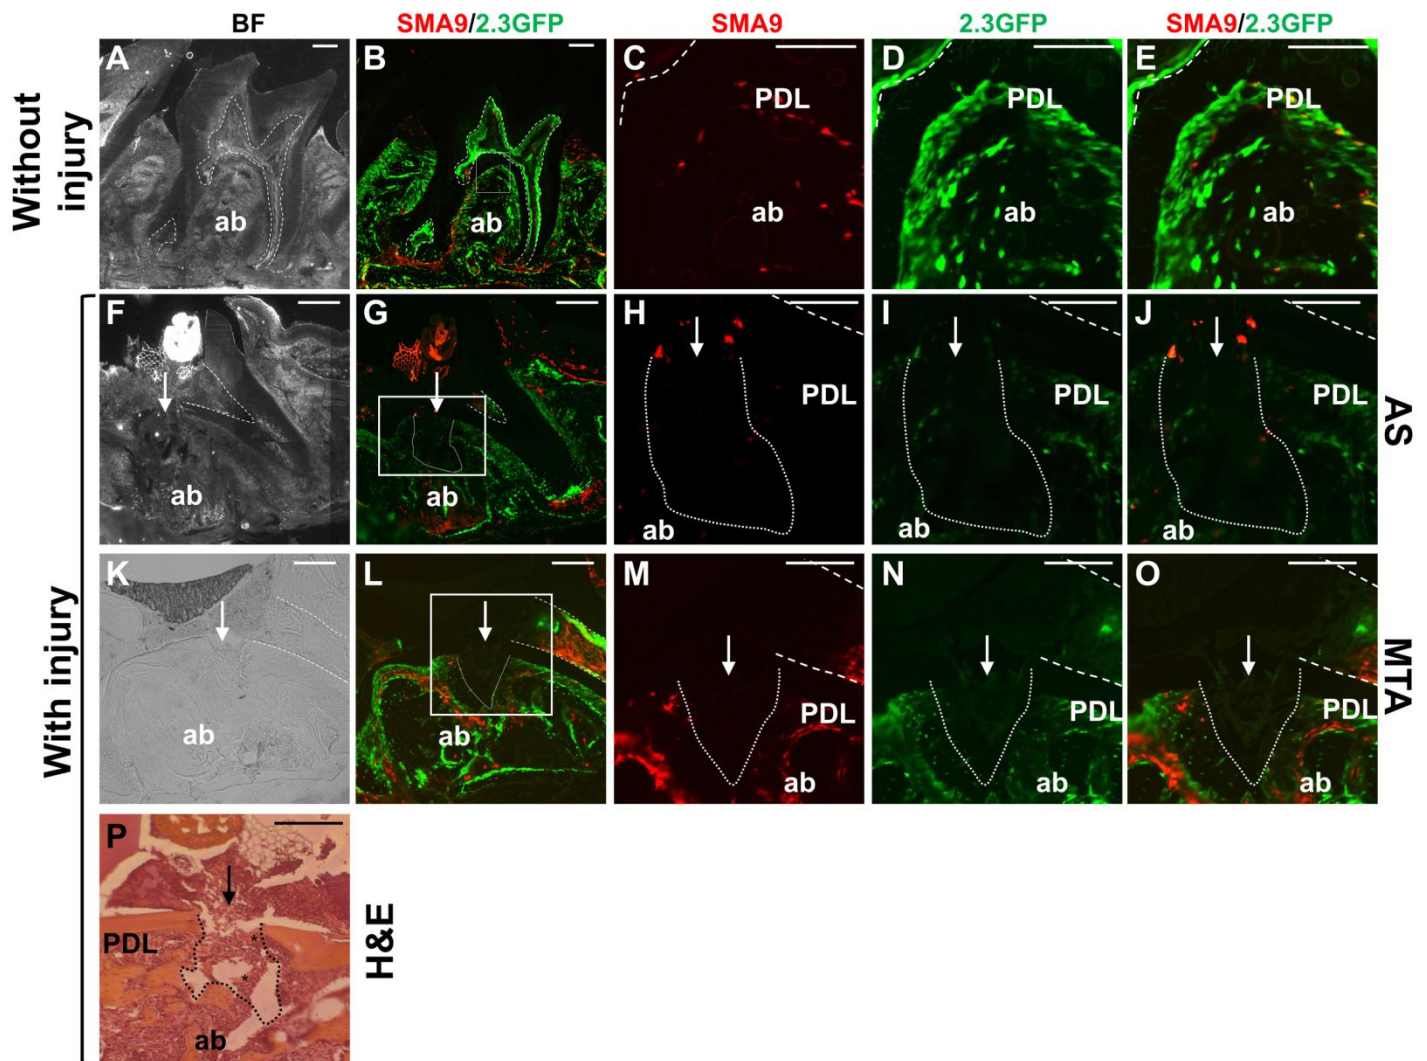 BF
SMA9/2.3GFP
SMA9
2.3GFP
SMA9/2.3GFP
Without
injury
A
ab
B
ab
C
PDL
ab
D
PDL
ab
E
PDL
ab
With injury
F
ab
G
ab
H
PDL
ab
I
PDL
ab
J
PDL
ab
AS
K
ab
L
ab
M
PDL
ab
N
PDL
ab
O
PDL
ab
MTA
P
PDL
*
*
ab
H&E